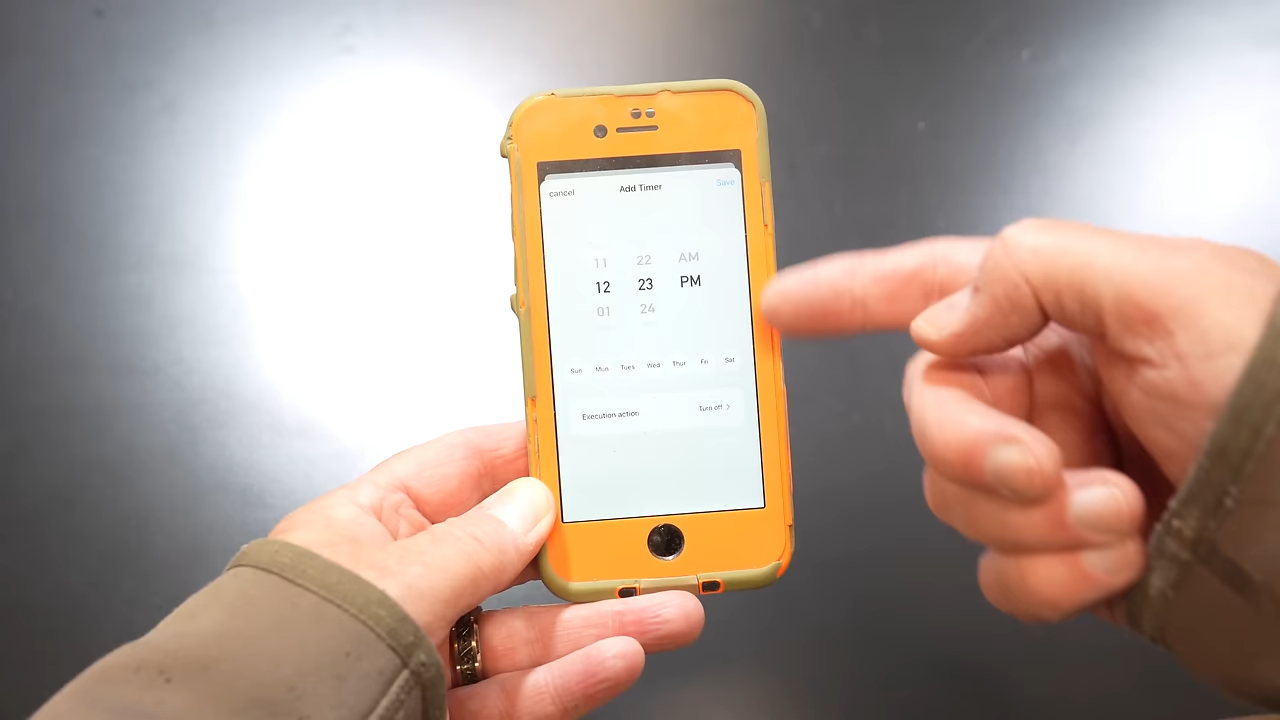 cancel Add Timer Save
11 22 AM
12 23 PM
01 24
Sun Mon Tues Wed Thur Fri Sat
Execution action Turn off >